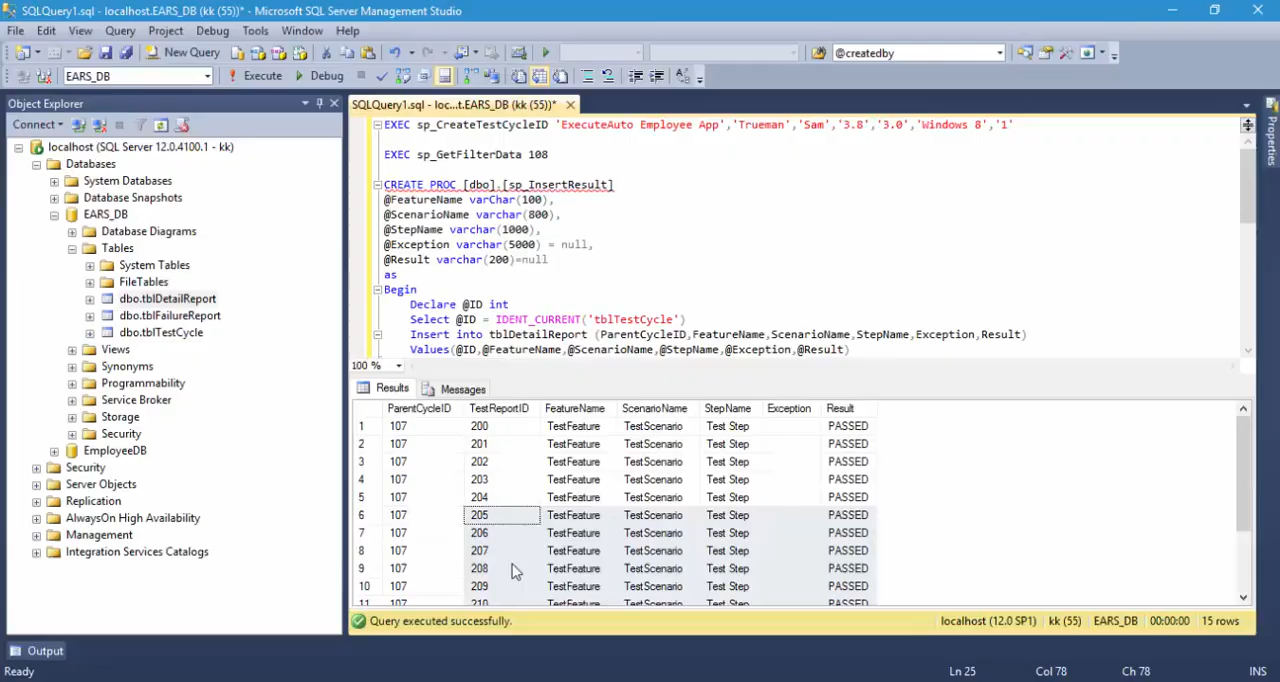 SQLQuery1.sql - localhost.EARS_DB (kk (55))* - Microsoft SQL Server Management Studio
File Edit View Query Project Debug Tools Window Help
New Query @createdby
EARS_DB Execute Debug
Object Explorer
Connect
localhost (SQL Server 12.0.4100.1 - kk)
Databases
System Databases
Database Snapshots
EARS_DB
Database Diagrams
Tables
System Tables
FileTables
dbo.tblDetailReport
dbo.tblFailureReport
dbo.tblTestCycle
Views
Synonyms
Programmability
Service Broker
Storage
Security
EmployeeDB
Security
Server Objects
Replication
AlwaysOn High Availability
Management
Integration Services Catalogs
SQLQuery1.sql - loc...t.EARS_DB (kk (55))*
EXEC sp_CreateTestCycleID 'ExecuteAuto Employee App','Trueman','Sam','3.8','3.0','Windows 8','1'
EXEC sp_GetFilterData 108
CREATE PROC [dbo].[sp_InsertResult]
@FeatureName varChar(100),
@ScenarioName varchar(800),
@StepName varchar(1000),
@Exception varchar(5000) = null,
@Result varchar(200)=null
as
Begin
Declare @ID int
Select @ID = IDENT_CURRENT('tblTestCycle')
Insert into tblDetailReport (ParentCycleID,FeatureName,ScenarioName,StepName,Exception,Result)
Values(@ID,@FeatureName,@ScenarioName,@StepName,@Exception,@Result)
100 %
Results Messages
ParentCycleID TestReportID FeatureName ScenarioName StepName Exception Result
1 107 200 TestFeature TestScenario Test Step PASSED
2 107 201 TestFeature TestScenario Test Step PASSED
3 107 202 TestFeature TestScenario Test Step PASSED
4 107 203 TestFeature TestScenario Test Step PASSED
5 107 204 TestFeature TestScenario Test Step PASSED
6 107 205 TestFeature TestScenario Test Step PASSED
7 107 206 TestFeature TestScenario Test Step PASSED
8 107 207 TestFeature TestScenario Test Step PASSED
9 107 208 TestFeature TestScenario Test Step PASSED
10 107 209 TestFeature TestScenario Test Step PASSED
11 107 210 TestFeature TestScenario Test Step PASSED
Query executed successfully. localhost (12.0 SP1) kk (55) EARS_DB 00:00:00 15 rows
Properties
Output
Ready Ln 25 Col 78 Ch 78 INS